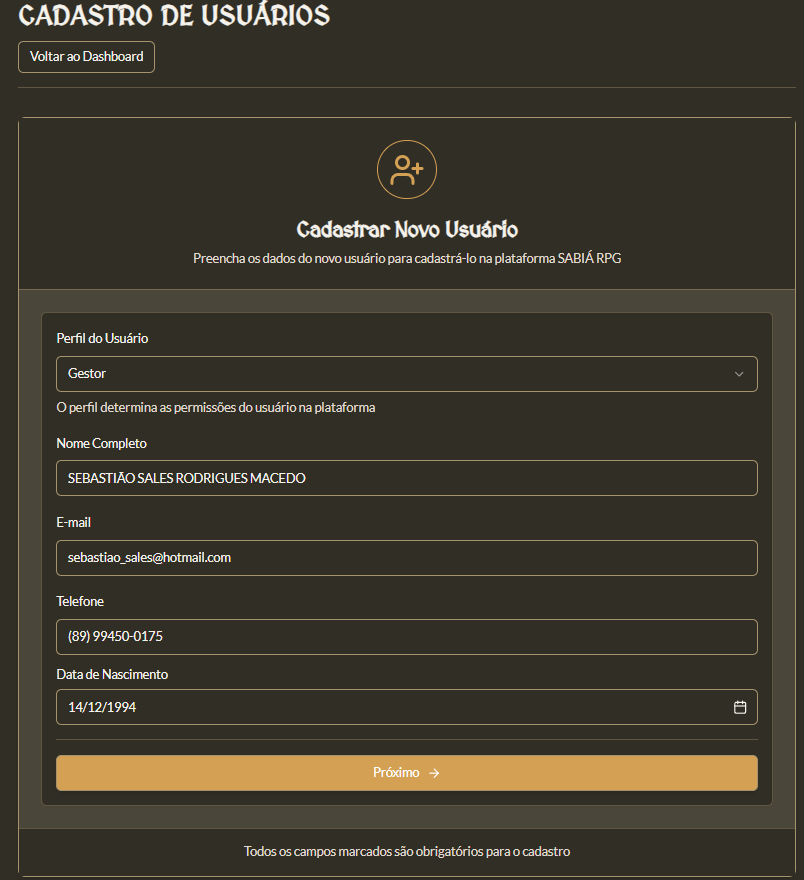 CADASTRO DE USUÁRIOS
Voltar ao Dashboard
Cadastrar Novo Usuário
Preencha os dados do novo usuário para cadastrá-lo na plataforma SABIÁ RPG
Perfil do Usuário
Gestor
O perfil determina as permissões do usuário na plataforma
Nome Completo
SEBASTIÃO SALES RODRIGUES MACEDO
E-mail
sebastiao_sales@hotmail.com
Telefone
(89) 99450-0175
Data de Nascimento
14/12/1994
Próximo
Todos os campos marcados são obrigatórios para o cadastro